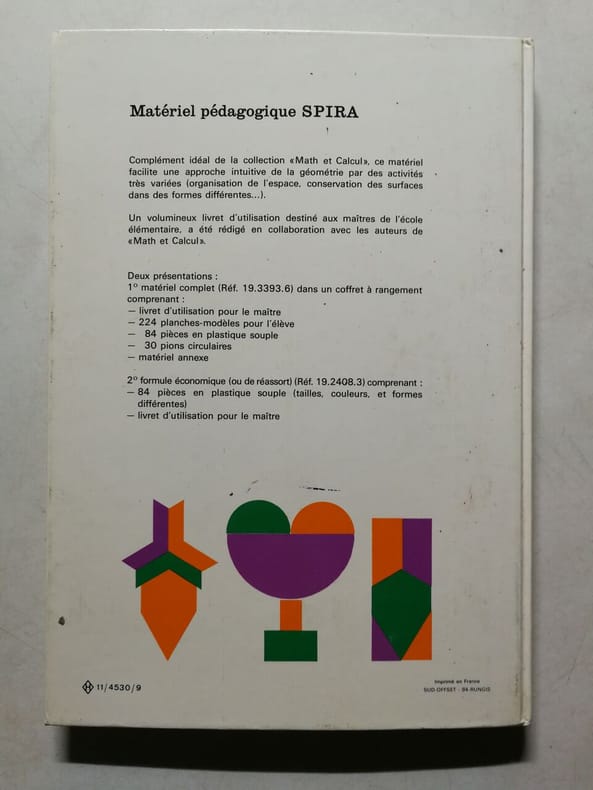 Matériel pédagogique SPIRA
Complément idéal de la collection «Math et Calcul», ce matériel
facilite une approche intuitive de la géométrie par des activités
très variées (organisation de l'espace, conservation des surfaces
dans des formes différentes...).
Un volumineux livret d'utilisation destiné aux maîtres de l'école
élémentaire, a été rédigé en collaboration avec les auteurs de
«Math et Calcul».
Deux présentations :
1° matériel complet (Réf. 19.3393.6) dans un coffret à rangement
comprenant :
— livret d'utilisation pour le maître
— 224 planches-modèles pour l'élève
— 84 pièces en plastique souple
— 30 pions circulaires
— matériel annexe
2° formule économique (ou de réassort) (Réf. 19.2408.3) comprenant :
— 84 pièces en plastique souple (tailles, couleurs, et formes
différentes)
— livret d'utilisation pour le maître
H 11/4530/9
Imprimé en France
SUD-OFFSET - 94-RUNGIS